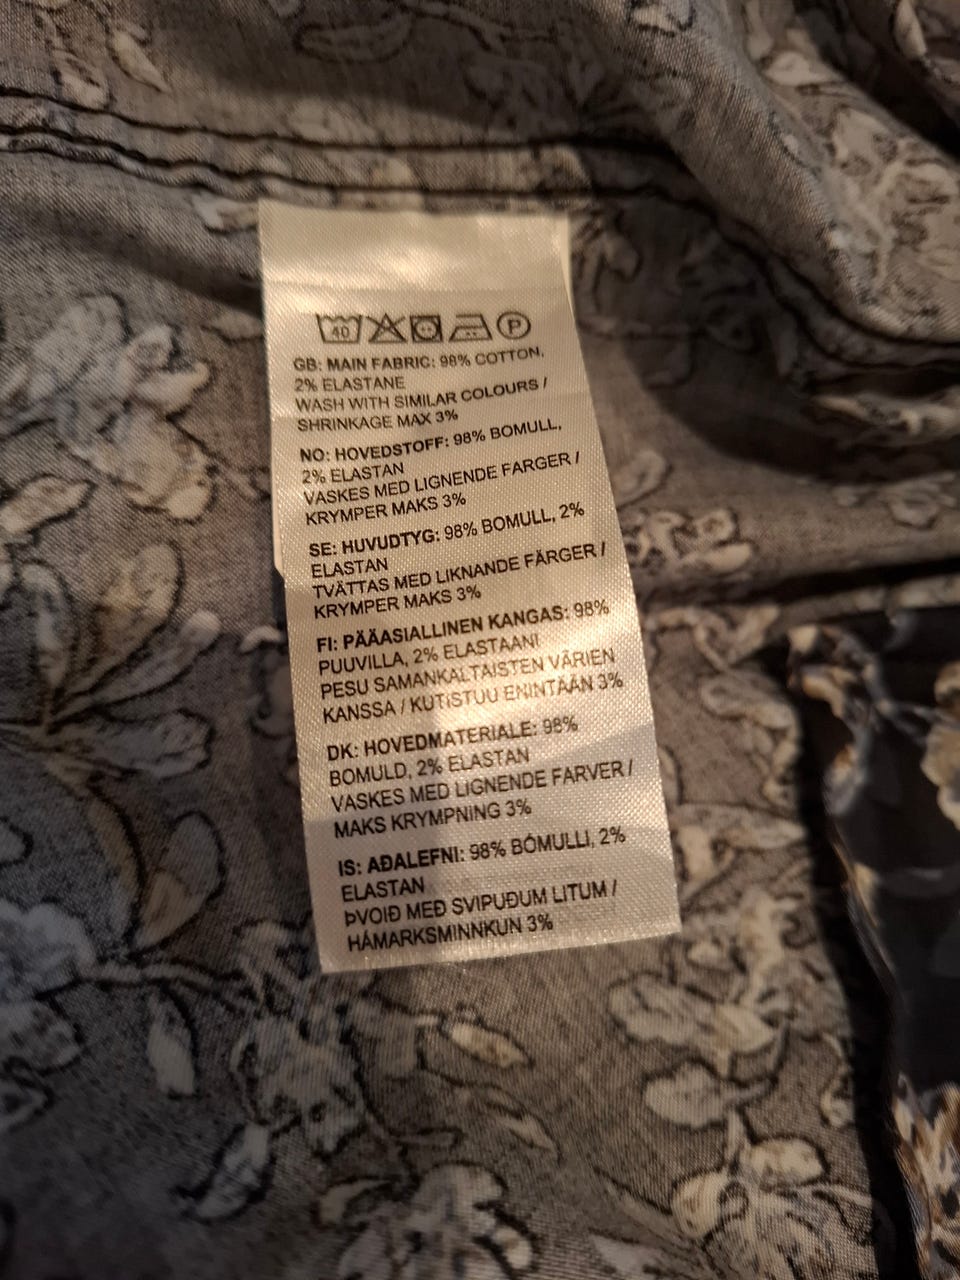 40 P
GB: MAIN FABRIC: 98% COTTON,
2% ELASTANE
WASH WITH SIMILAR COLOURS /
SHRINKAGE MAX 3%
NO: HOVEDSTOFF: 98% BOMULL,
2% ELASTAN
VASKES MED LIGNENDE FARGER /
KRYMPER MAKS 3%
SE: HUVUDTYG: 98% BOMULL, 2%
ELASTAN
TVÄTTAS MED LIKNANDE FÄRGER /
KRYMPER MAKS 3%
FI: PÄÄASIALLINEN KANGAS: 98%
PUUVILLA, 2% ELASTAANI
PESU SAMANKALTAISTEN VÄRIEN
KANSSA / KUTISTUU ENINTÄÄN 3%
DK: HOVEDMATERIALE: 98%
BOMULD, 2% ELASTAN
VASKES MED LIGNENDE FARVER /
MAKS KRYMPNING 3%
IS: AÐALEFNI: 98% BÓMULLI, 2%
ELASTAN
ÞVOIÐ MEÐ SVIPUÐUM LITUM /
HÁMARKSMINNKUN 3%